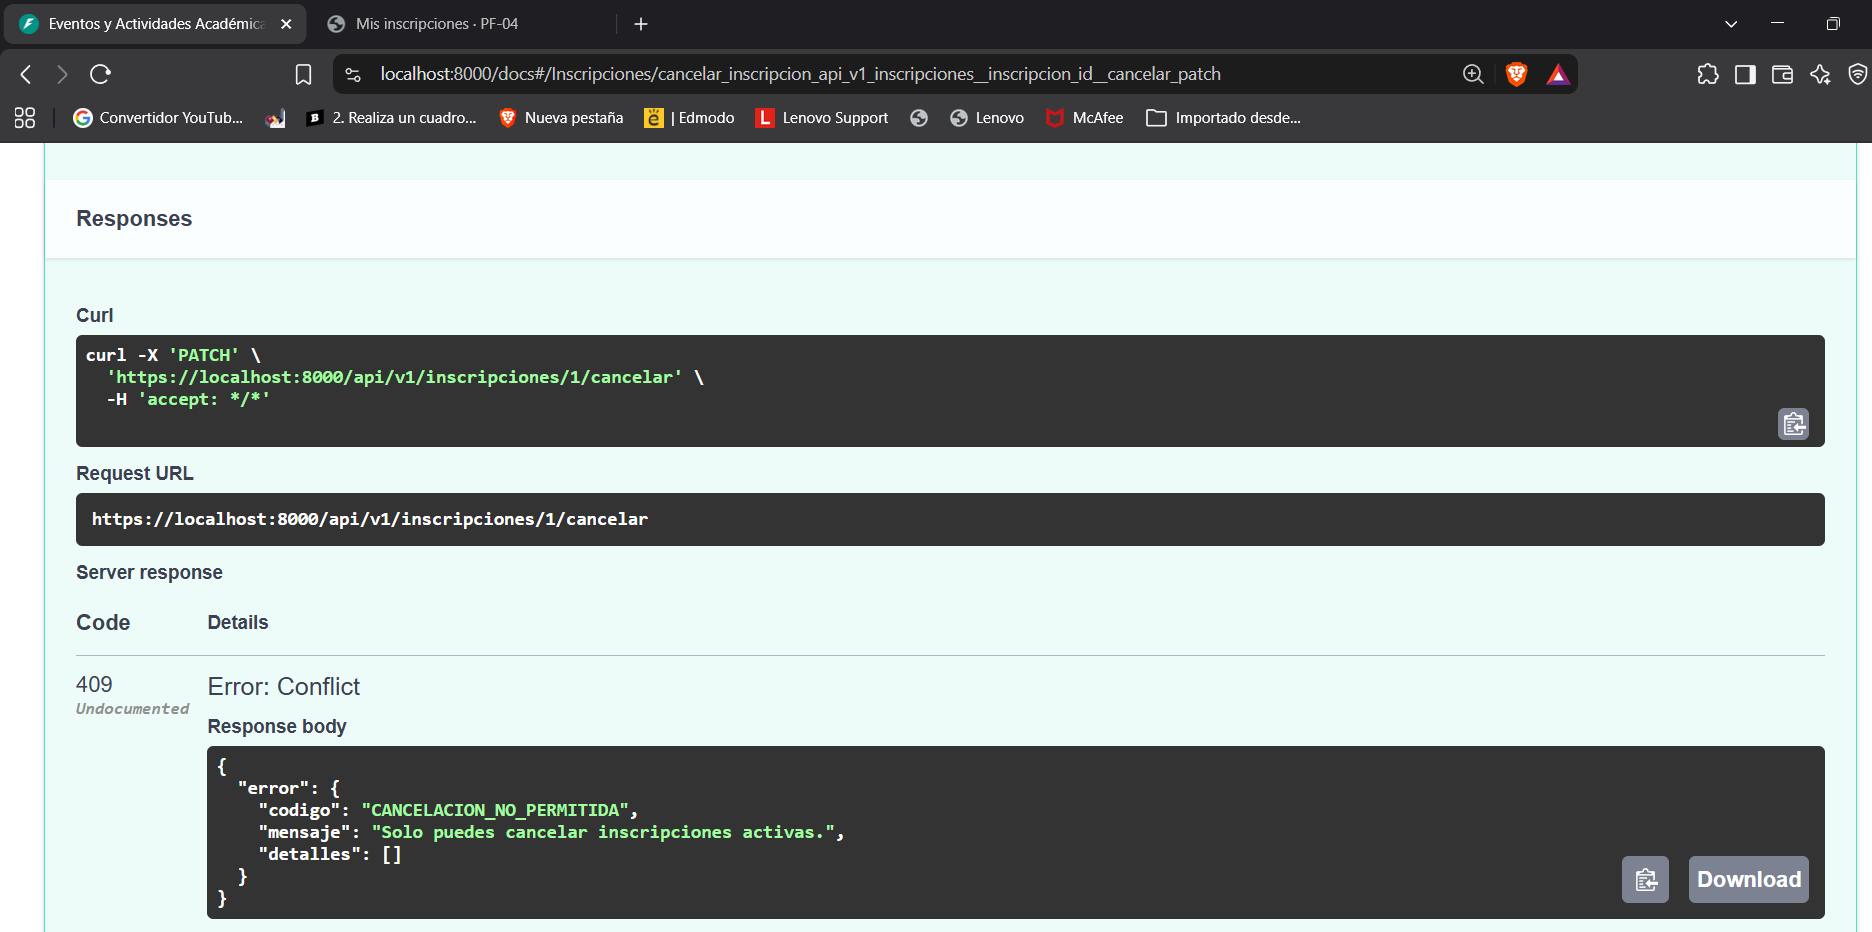 Eventos y Actividades Académica
Mis inscripciones · PF-04
localhost:8000/docs#/Inscripciones/cancelar_inscripcion_api_v1_inscripciones__inscripcion_id__cancelar_patch
Convertidor YouTub...
B
2. Realiza un cuadro...
Nueva pestaña
ë | Edmodo
L Lenovo Support
Lenovo
McAfee
Importado desde...
Responses
Curl
curl -X 'PATCH' \
'https://localhost:8000/api/v1/inscripciones/1/cancelar' \
-H 'accept: */*'
Request URL
https://localhost:8000/api/v1/inscripciones/1/cancelar
Server response
Code Details
409 Error: Conflict
Undocumented
Response body
{
"error": {
"codigo": "CANCELACION_NO_PERMITIDA",
"mensaje": "Solo puedes cancelar inscripciones activas.",
"detalles": []
}
}
Download